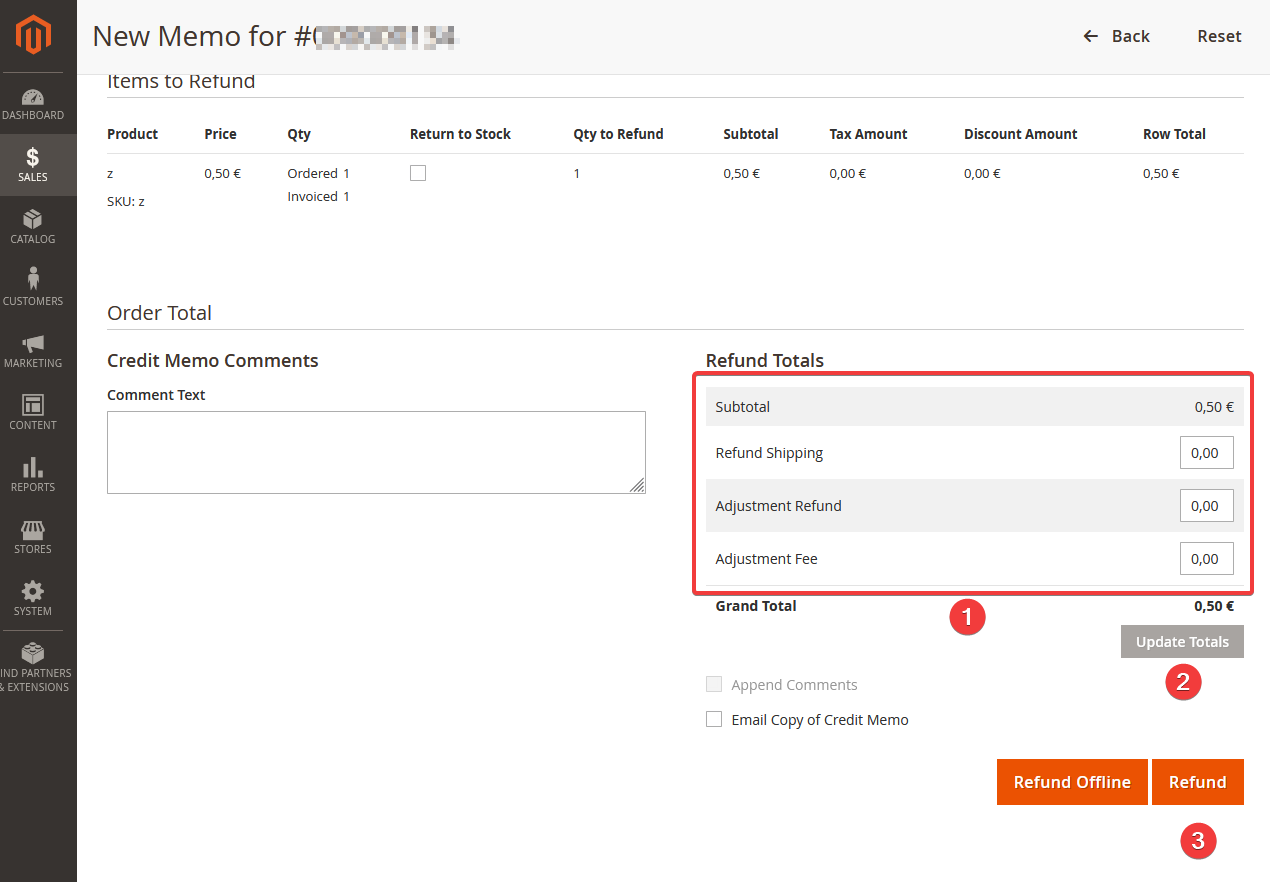 New Memo for #
Back
Reset
DASHBOARD
SALES
CATALOG
CUSTOMERS
MARKETING
CONTENT
REPORTS
STORES
SYSTEM
IND PARTNERS
& EXTENSIONS
Items to Refund
Product Price Qty Return to Stock Qty to Refund Subtotal Tax Amount Discount Amount Row Total
z 0,50 € Ordered 1 1 0,50 € 0,00 € 0,00 € 0,50 €
Invoiced 1
SKU: z
Order Total
Credit Memo Comments
Comment Text
Refund Totals
Subtotal 0,50 €
Refund Shipping 0,00
Adjustment Refund 0,00
Adjustment Fee 0,00
Grand Total 0,50 €
1
Update Totals
2
Append Comments
Email Copy of Credit Memo
Refund Offline Refund
3